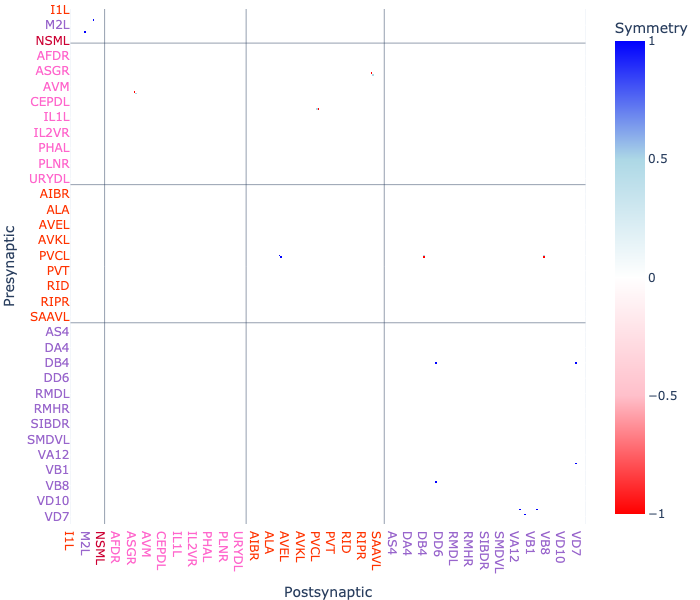 Symmetry
I1L
M2L
NSML
AFDR
ASGR
AVM
CEPDL
IL1L
IL2VR
PHAL
PLNR
URYDL
AIBR
ALA
AVEL
AVKL
PVCL
PVT
RID
RIPR
SAAVL
AS4
DA4
DB4
DD6
RMDL
RMHR
SIBDR
SMDVL
VA12
VB1
VB8
VD10
VD7
Presynaptic
I1L
M2L
NSML
AFDR
ASGR
AVM
CEPDL
IL1L
IL2VR
PHAL
PLNR
URYDL
AIBR
ALA
AVEL
AVKL
PVCL
PVT
RID
RIPR
SAAVL
AS4
DA4
DB4
DD6
RMDL
RMHR
SIBDR
SMDVL
VA12
VB1
VB8
VD10
VD7
Postsynaptic
1
0.5
0
−0.5
−1